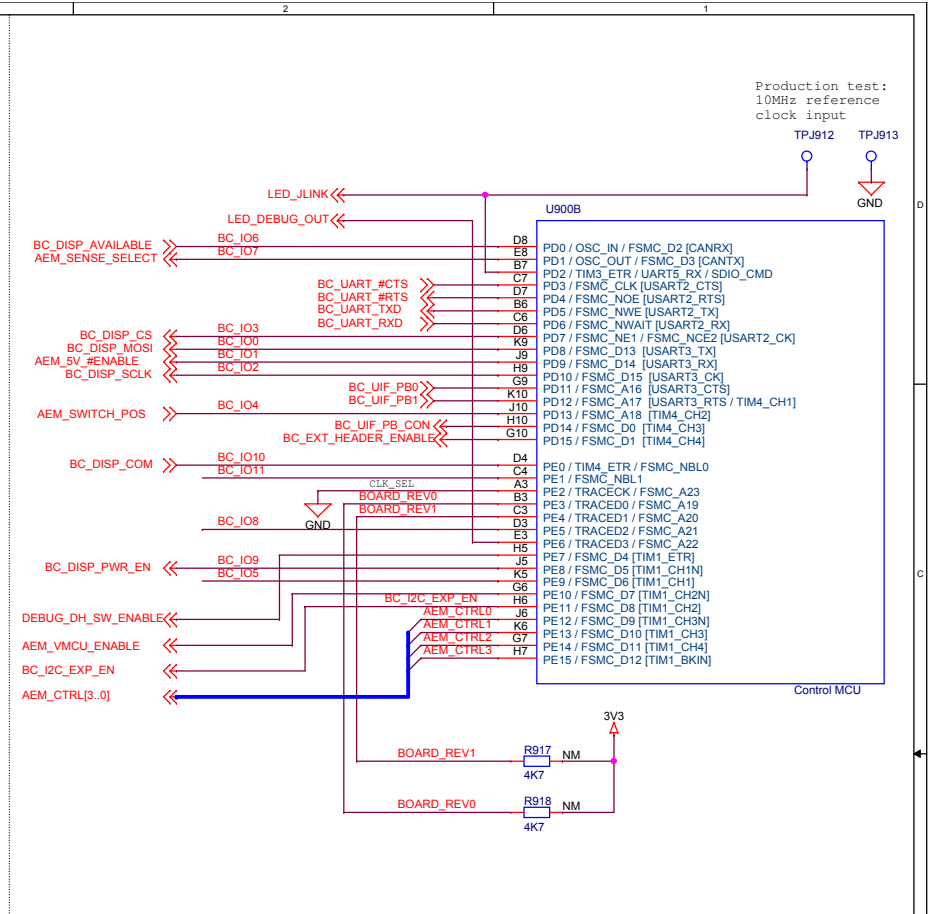 2
1
Production test:
10MHz reference
clock input
TPJ912
TPJ913
LED_JLINK
GND
D
LED_DEBUG_OUT
U900B
BC_DISP_AVAILABLE
BC_IO6
D8
PD0 / OSC_IN / FSMC_D2 [CANRX]
AEM_SENSE_SELECT
BC_IO7
E8
PD1 / OSC_OUT / FSMC_D3 [CANTX]
B7
PD2 / TIM3_ETR / UART5_RX / SDIO_CMD
BC_UART_#CTS
C7
PD3 / FSMC_CLK [USART2_CTS]
BC_UART_#RTS
D7
PD4 / FSMC_NOE [USART2_RTS]
BC_UART_TXD
B6
PD5 / FSMC_NWE [USART2_TX]
BC_UART_RXD
C6
PD6 / FSMC_NWAIT [USART2_RX]
BC_DISP_CS
BC_IO3
D6
PD7 / FSMC_NE1 / FSMC_NCE2 [USART2_CK]
BC_DISP_MOSI
BC_IO0
K9
PD8 / FSMC_D13 [USART3_TX]
AEM_5V_#ENABLE
BC_IO1
J9
PD9 / FSMC_D14 [USART3_RX]
BC_DISP_SCLK
BC_IO2
H9
PD10 / FSMC_D15 [USART3_CK]
BC_UIF_PB0
G9
PD11 / FSMC_A16 [USART3_CTS]
BC_UIF_PB1
K10
PD12 / FSMC_A17 [USART3_RTS / TIM4_CH1]
AEM_SWITCH_POS
BC_IO4
J10
PD13 / FSMC_A18 [TIM4_CH2]
BC_UIF_PB_CON
H10
PD14 / FSMC_D0 [TIM4_CH3]
BC_EXT_HEADER_ENABLE
G10
PD15 / FSMC_D1 [TIM4_CH4]
BC_DISP_COM
BC_IO10
D4
PE0 / TIM4_ETR / FSMC_NBL0
BC_IO11
C4
PE1 / FSMC_NBL1
CLK_SEL
A3
PE2 / TRACECK / FSMC_A23
BOARD_REV0
B3
PE3 / TRACED0 / FSMC_A19
BOARD_REV1
C3
PE4 / TRACED1 / FSMC_A20
GND
BC_IO8
D3
PE5 / TRACED2 / FSMC_A21
E3
PE6 / TRACED3 / FSMC_A22
H5
PE7 / FSMC_D4 [TIM1_ETR]
BC_DISP_PWR_EN
BC_IO9
J5
PE8 / FSMC_D5 [TIM1_CH1N]
C
BC_IO5
K5
PE9 / FSMC_D6 [TIM1_CH1]
G6
PE10 / FSMC_D7 [TIM1_CH2N]
BC_I2C_EXP_EN
H6
PE11 / FSMC_D8 [TIM1_CH2]
DEBUG_DH_SW_ENABLE
AEM_CTRL0
J6
PE12 / FSMC_D9 [TIM1_CH3N]
AEM_CTRL1
K6
PE13 / FSMC_D10 [TIM1_CH3]
AEM_VMCU_ENABLE
AEM_CTRL2
G7
PE14 / FSMC_D11 [TIM1_CH4]
AEM_CTRL3
H7
PE15 / FSMC_D12 [TIM1_BKIN]
BC_I2C_EXP_EN
AEM_CTRL[3..0]
Control MCU
3V3
BOARD_REV1
R917
NM
4K7
BOARD_REV0
R918
NM
4K7